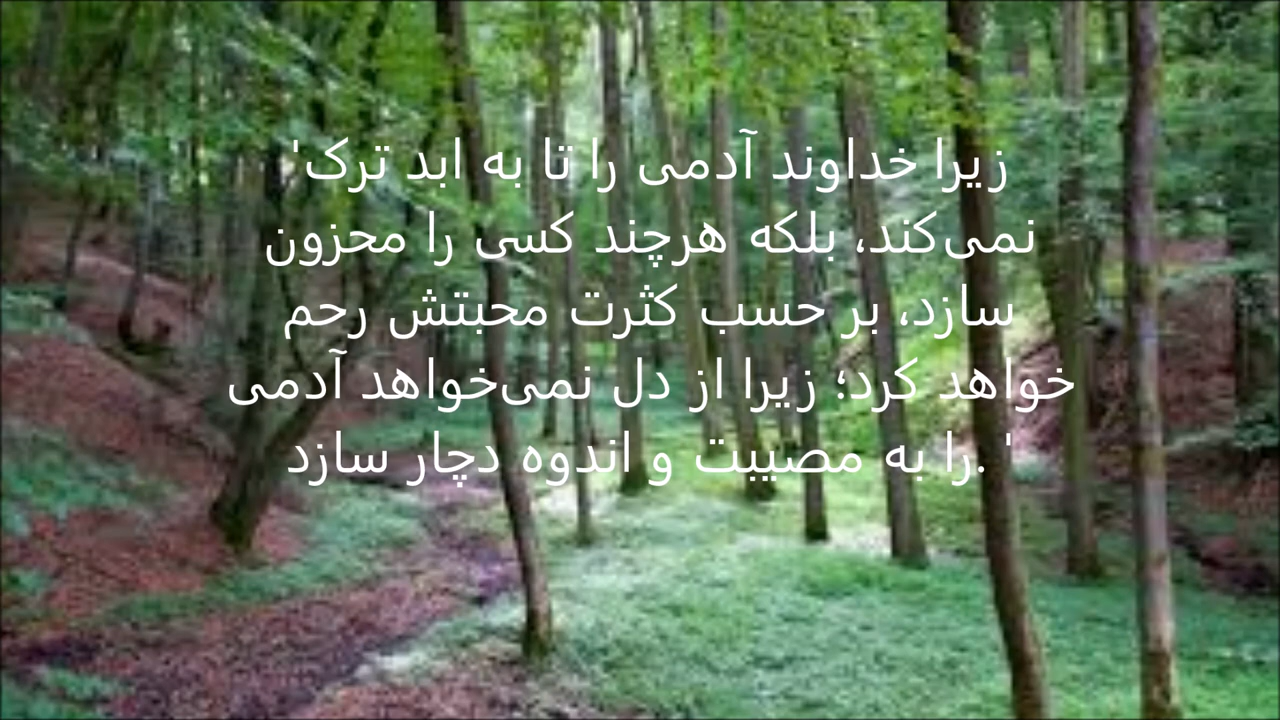 'زیرا خداوند آدمی را تا به ابد ترک
نمی‌کند، بلکه هرچند کسی را محزون
سازد، بر حسب کثرت محبتش رحم
خواهد کرد؛ زیرا از دل نمی‌خواهد آدمی
را به مصیبت و اندوه دچار سازد. '